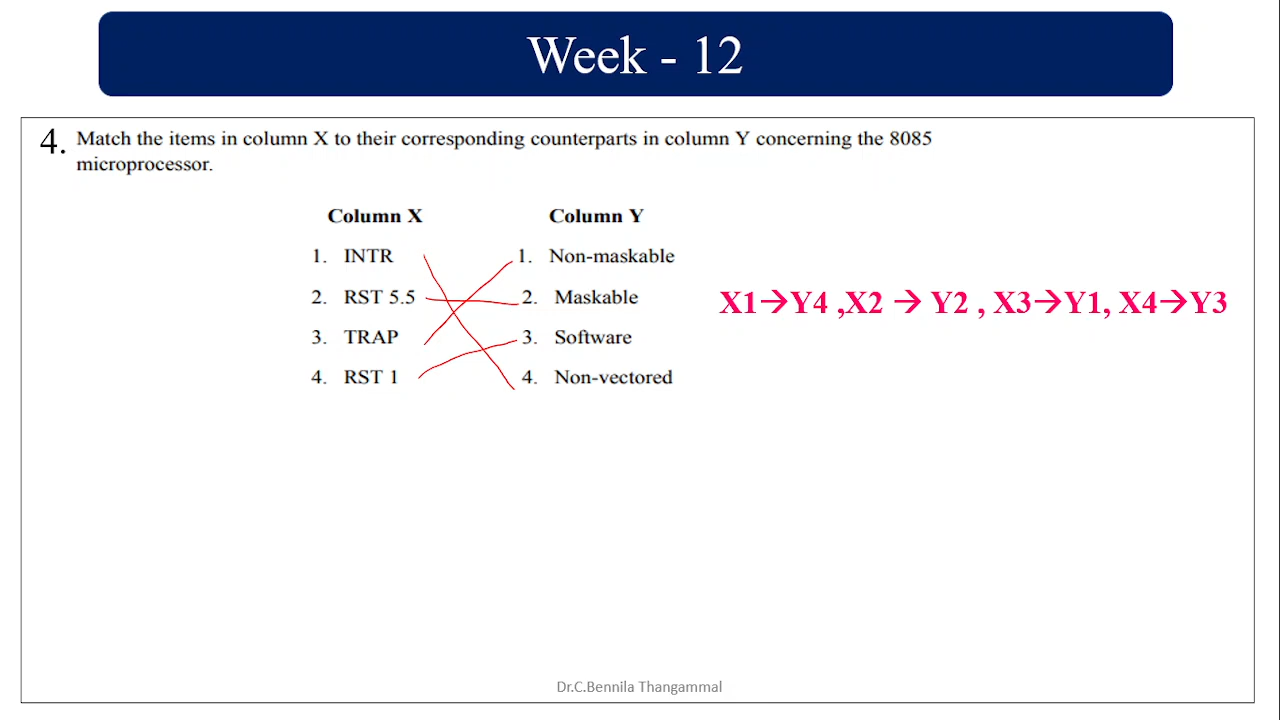 Week - 12
4. Match the items in column X to their corresponding counterparts in column Y concerning the 8085
microprocessor.
Column X Column Y
1. INTR 1. Non-maskable
2. RST 5.5 2. Maskable
X1→Y4 ,X2 → Y2 , X3→Y1, X4→Y3
3. TRAP 3. Software
4. RST 1 4. Non-vectored
Dr.C.Bennila Thangammal